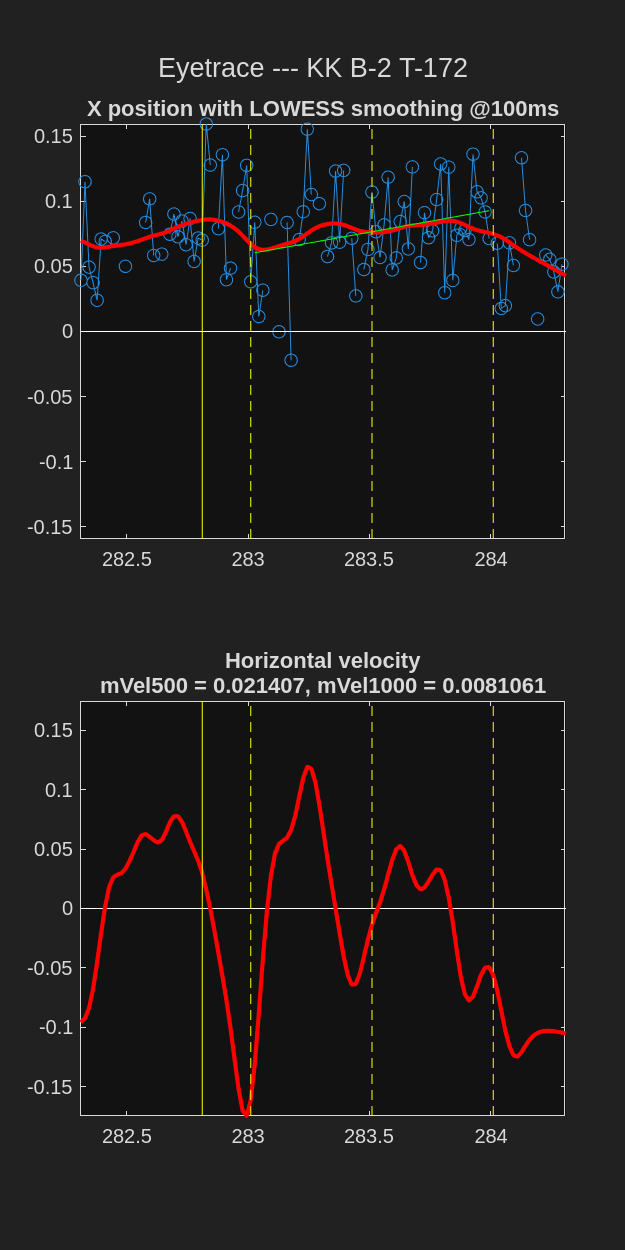 Eyetrace --- KK B-2 T-172
X position with LOWESS smoothing @100ms
0.15
0.1
0.05
0
-0.05
-0.1
-0.15
282.5 283 283.5 284
Horizontal velocity
mVel500 = 0.021407, mVel1000 = 0.0081061
0.15
0.1
0.05
0
-0.05
-0.1
-0.15
282.5 283 283.5 284